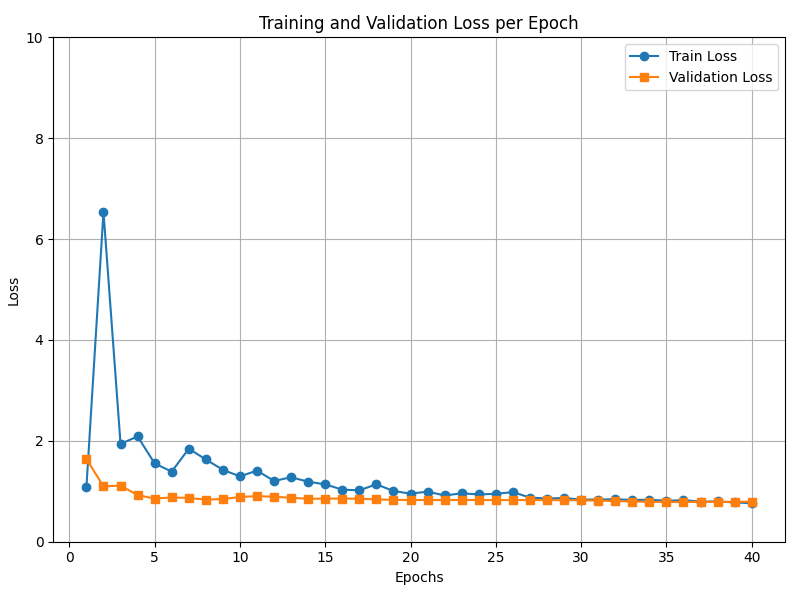 Training and Validation Loss per Epoch
Train Loss
Validation Loss
Loss
10
8
6
4
2
0
0 5 10 15 20 25 30 35 40
Epochs